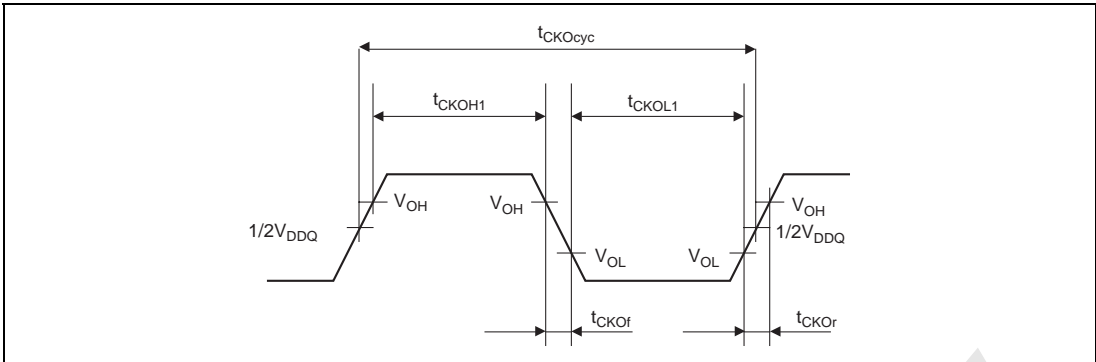 tCKOcyc
tCKOH1 tCKOL1
VOH VOH VOH
1/2VDDQ 1/2VDDQ
VOL VOL
tCKOf tCKOr